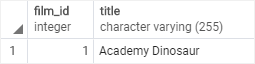 film_id title
integer character varying (255)
1 1 Academy Dinosaur